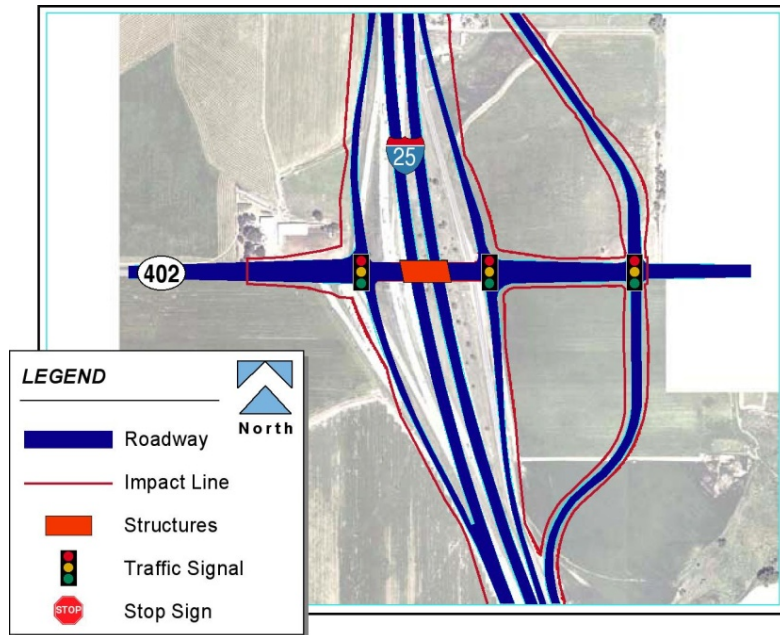 25
402
LEGEND
North
Roadway
Impact Line
Structures
Traffic Signal
STOP
Stop Sign